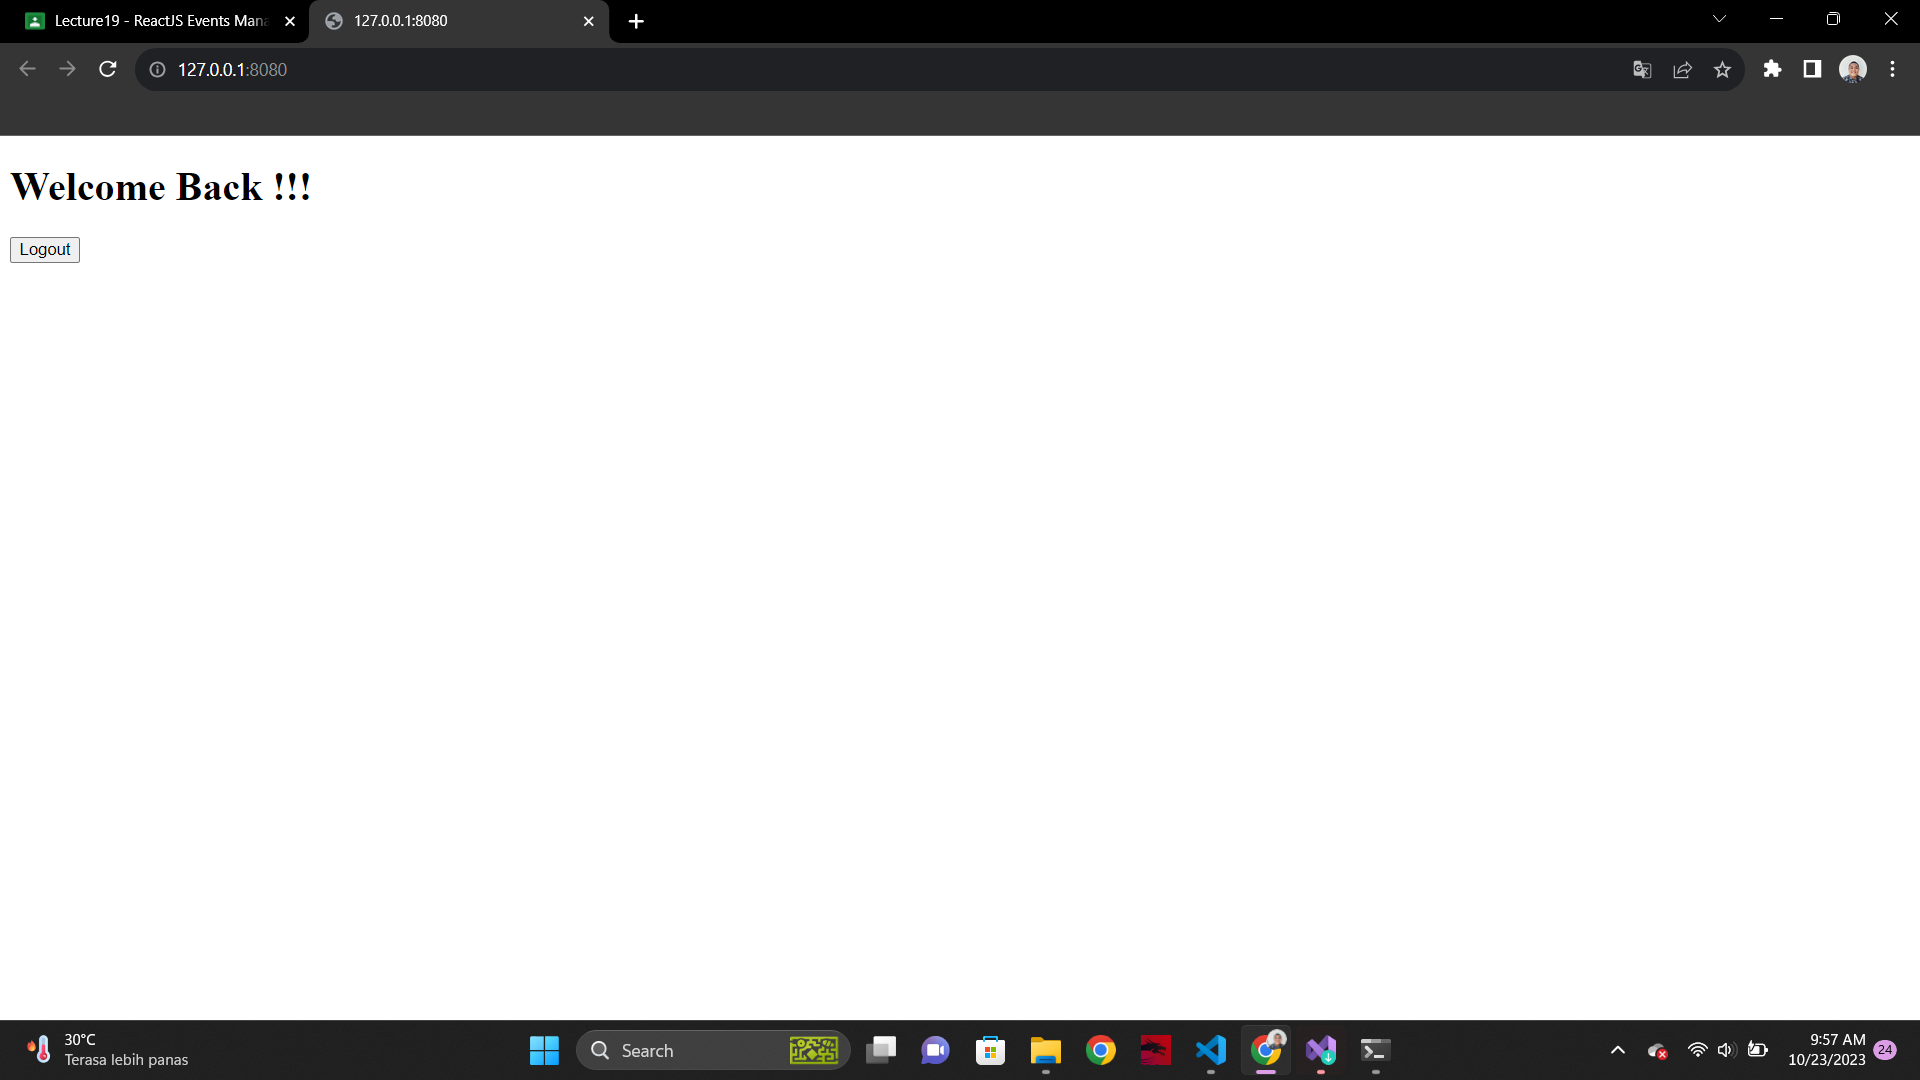 Lecture19 - ReactJS Events Mana
127.0.0.1:8080
127.0.0.1:8080
Welcome Back !!!
Logout
30°C
Terasa lebih panas
Search
9:57 AM
10/23/2023
24